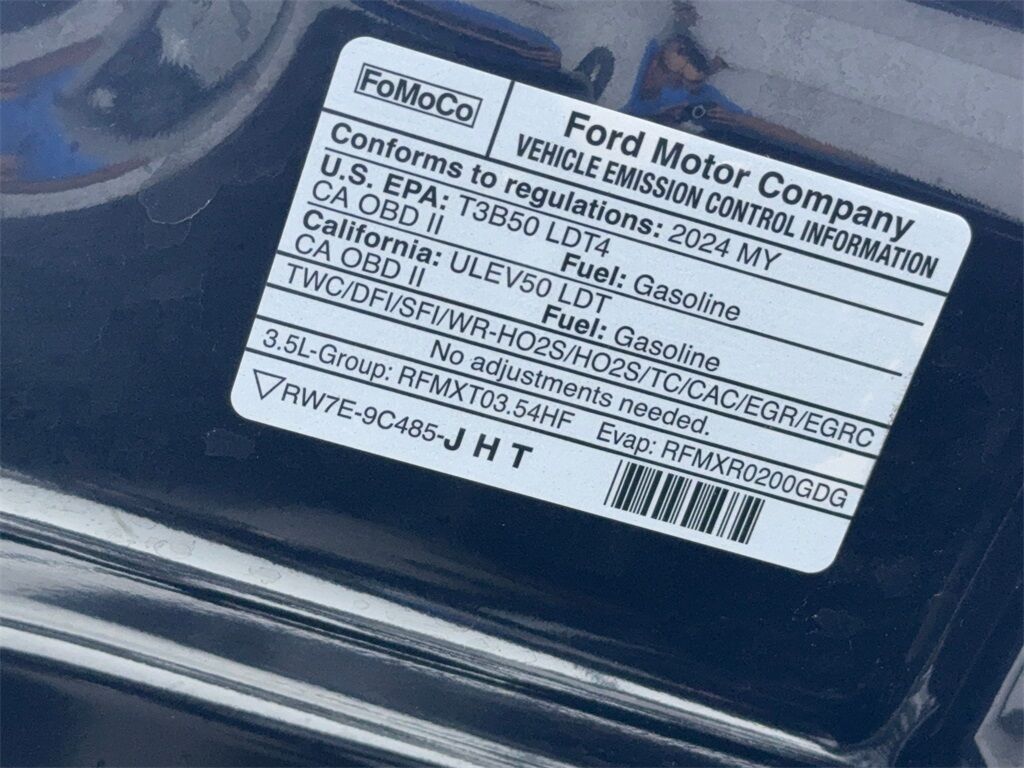 FoMoCo
Ford Motor Company
VEHICLE EMISSION CONTROL INFORMATION
Conforms to regulations: 2024 MY
U.S. EPA: T3B50 LDT4 Fuel: Gasoline
CA OBD II
California: ULEV50 LDT Fuel: Gasoline
CA OBD II
TWC/DFI/SFI/WR-HO2S/HO2S/TC/CAC/EGR/EGRC
No adjustments needed.
3.5L-Group: RFMXT03.54HF Evap: RFMXR0200GDG
▽RW7E-9C485-JHT